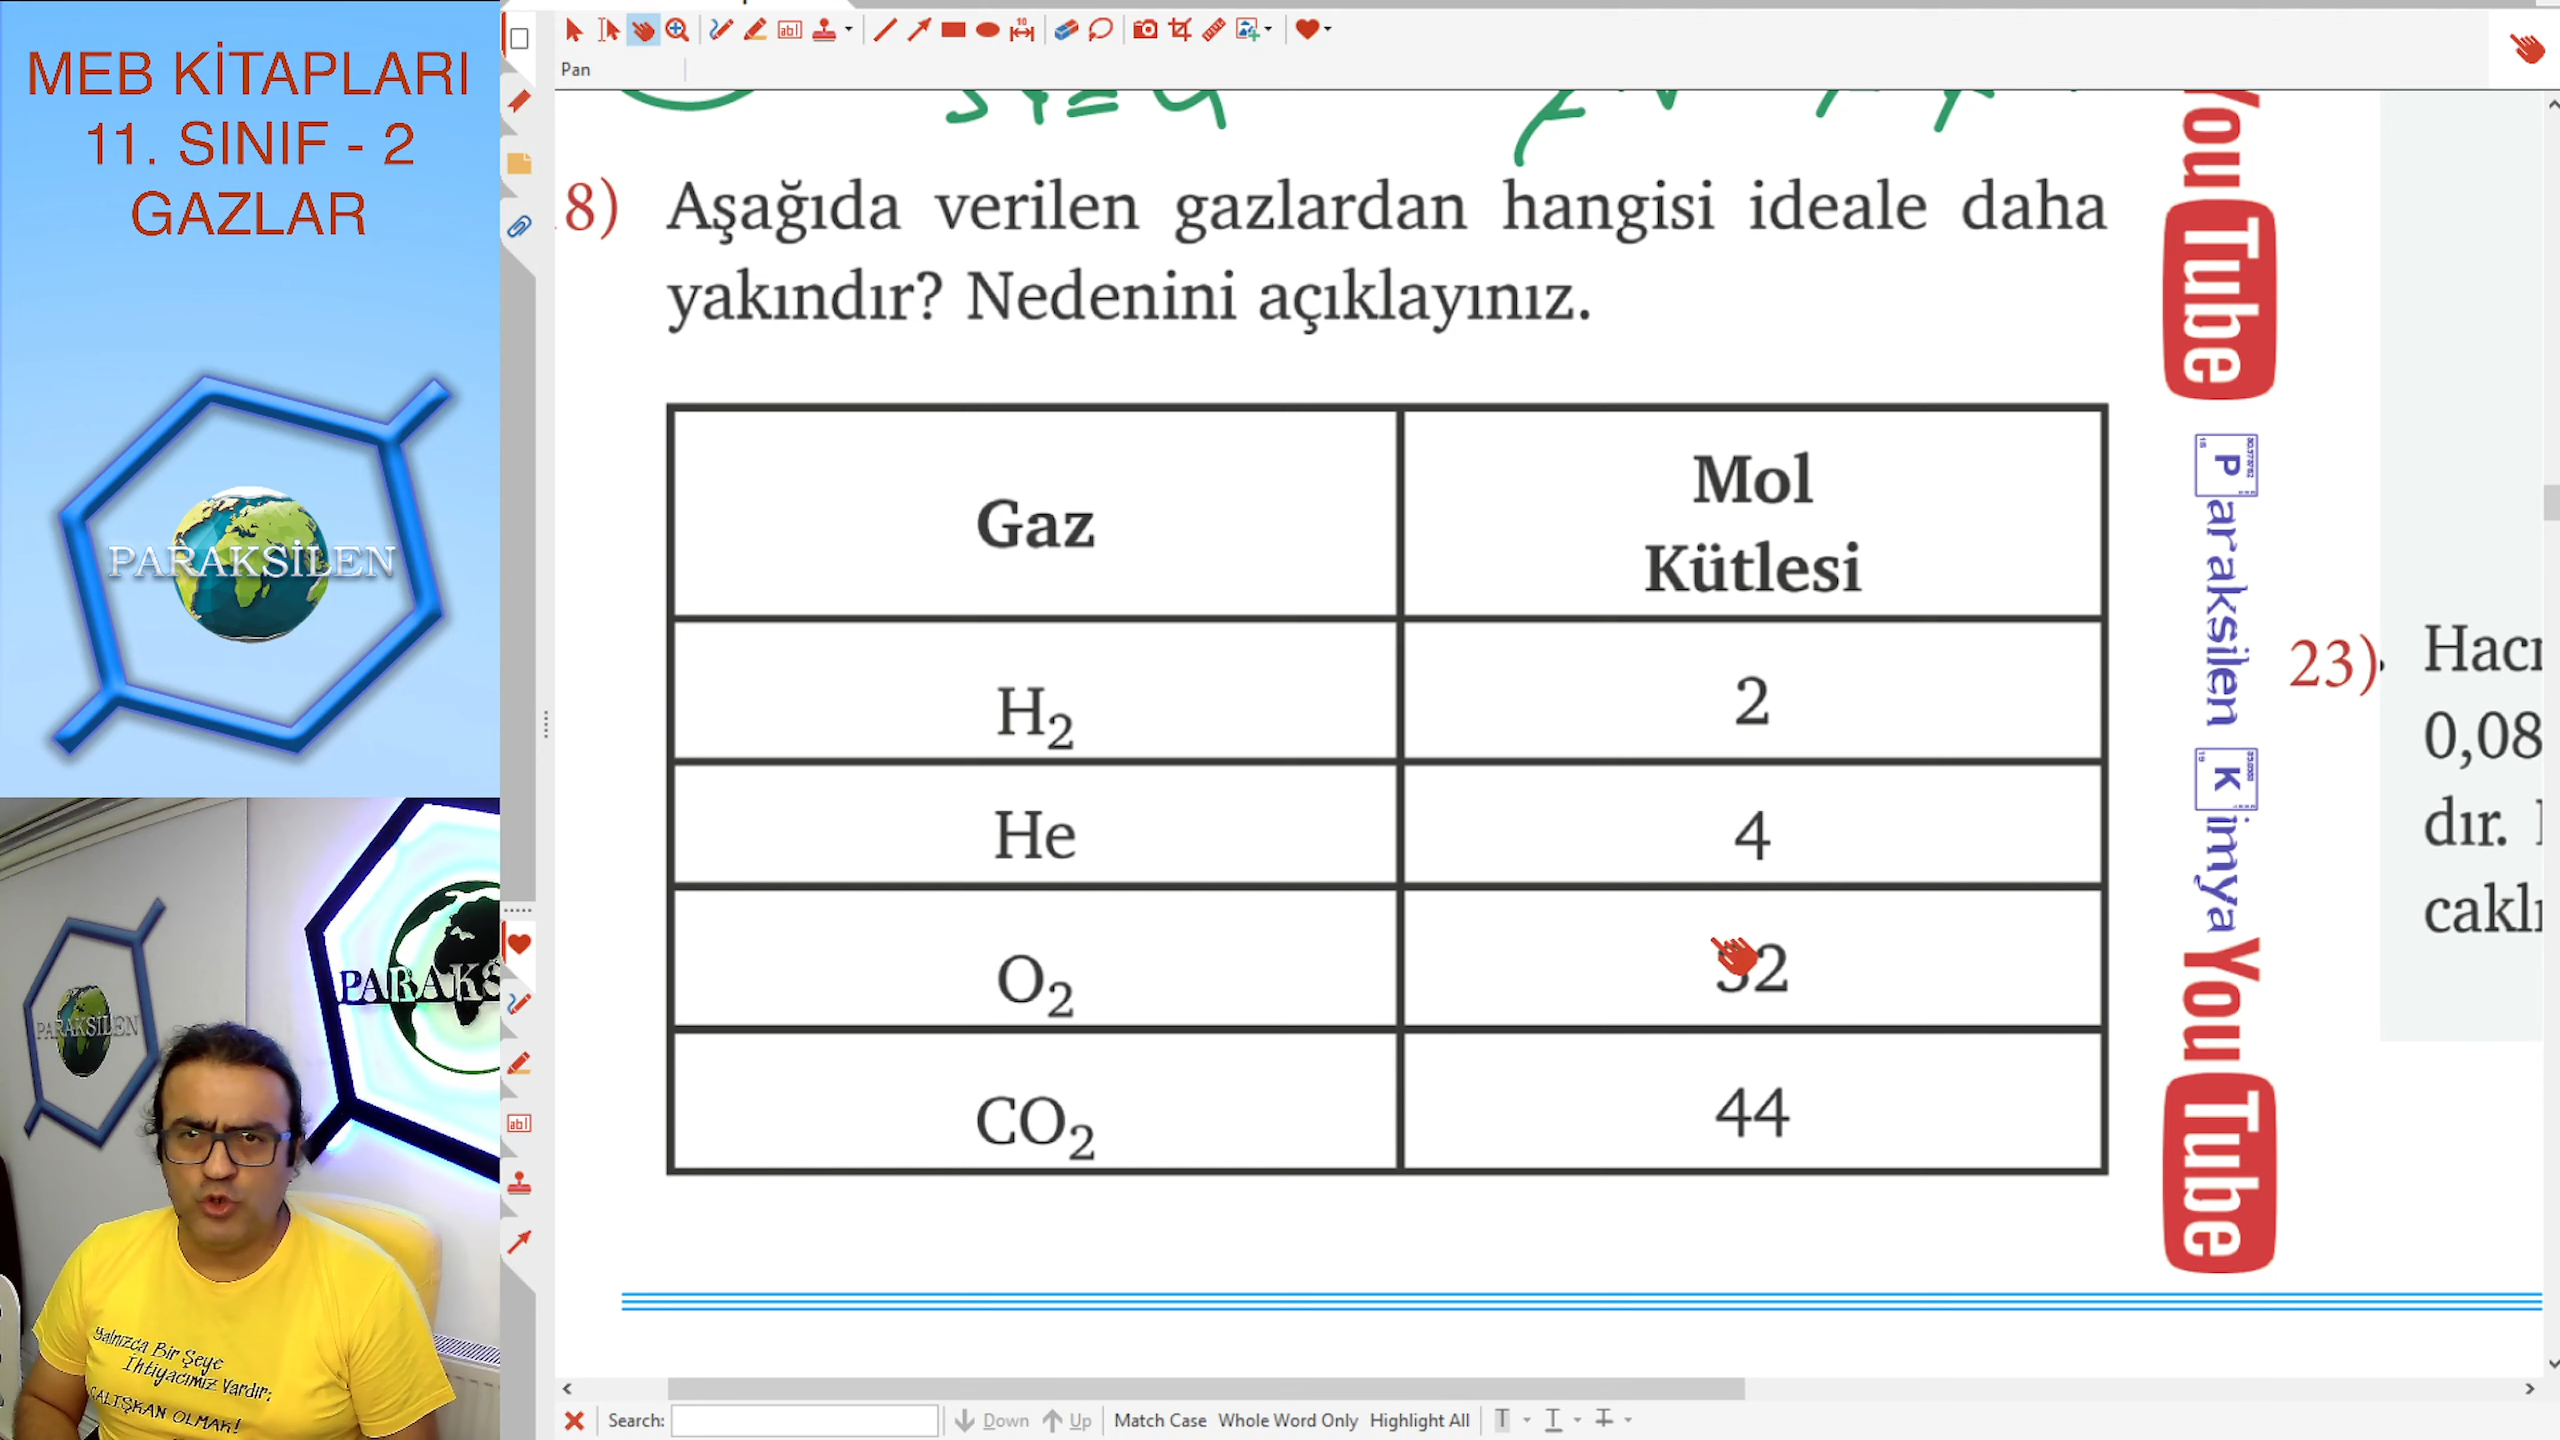 MEB KİTAPLARI
11. SINIF - 2
GAZLAR
PARAKSİLEN
PARAKSİLEN
PARAKS
Yalnızca Bir Şeye
İhtiyacımız Vardır;
ÇALIŞKAN OLMAK!
Pan
18) Aşağıda verilen gazlardan hangisi ideale daha
yakındır? Nedenini açıklayınız.
Gaz
Mol
Kütlesi
H₂ 2
He 4
O₂ 32
CO₂ 44
YouTube
Paraksilen Kimya
YouTube
23)
0,08
dır.
Search: Down Up Match Case Whole Word Only Highlight All